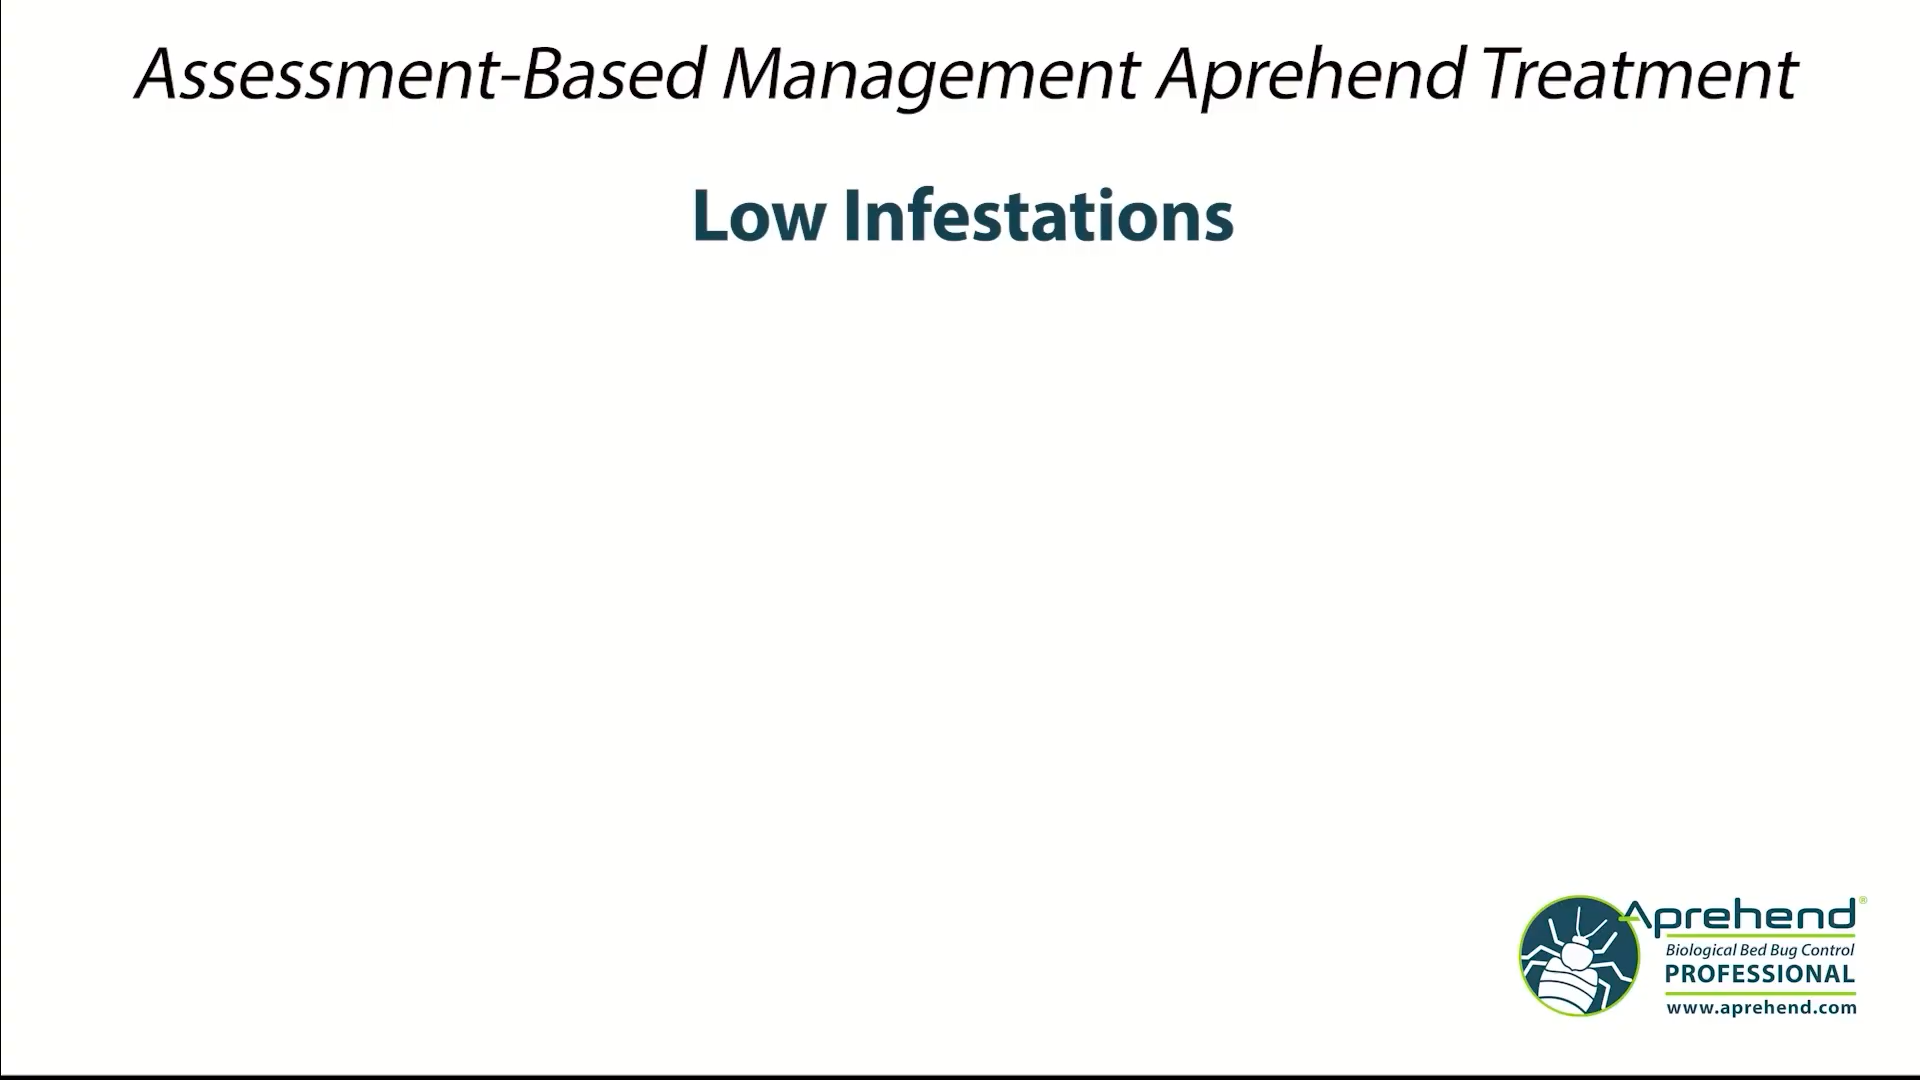 Assessment-Based Management Aprehend Treatment
Low Infestations
Aprehend®
Biological Bed Bug Control
PROFESSIONAL
www.aprehend.com